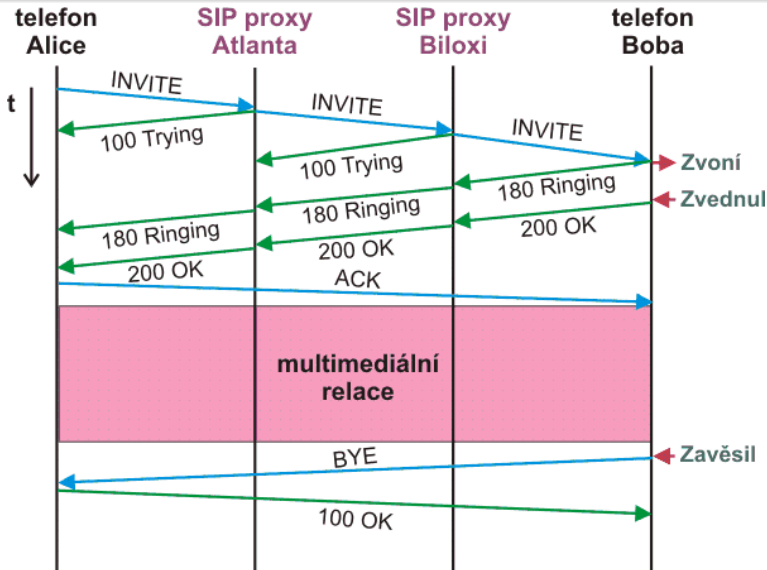 telefon
Alice
SIP proxy
Atlanta
SIP proxy
Biloxi
telefon
Boba
t
INVITE
INVITE
INVITE
100 Trying
100 Trying
Zvoní
180 Ringing
180 Ringing
180 Ringing
Zvednul
200 OK
200 OK
200 OK
ACK
multimediální
relace
BYE
Zavěsil
100 OK